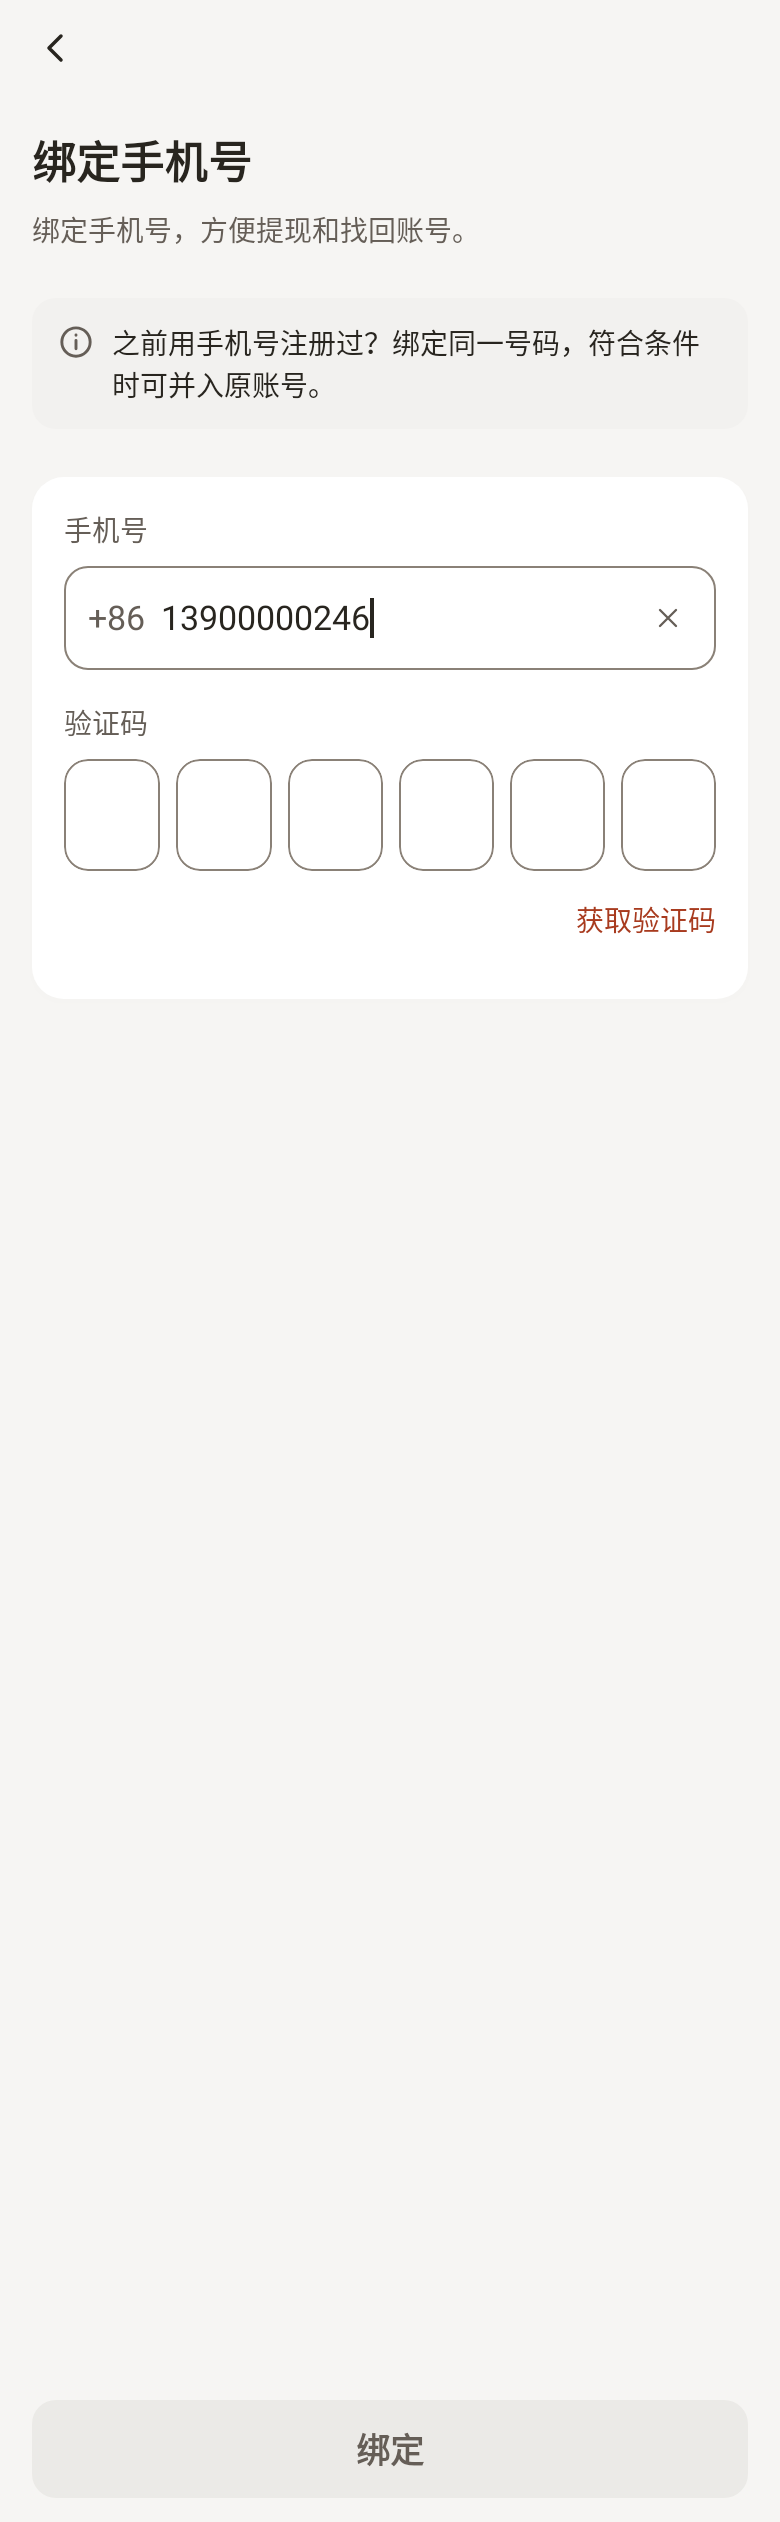 绑定手机号
绑定手机号，方便提现和找回账号。
之前用手机号注册过？绑定同一号码，符合条件
时可并入原账号。
手机号
+86 13900000246
验证码
获取验证码
绑定